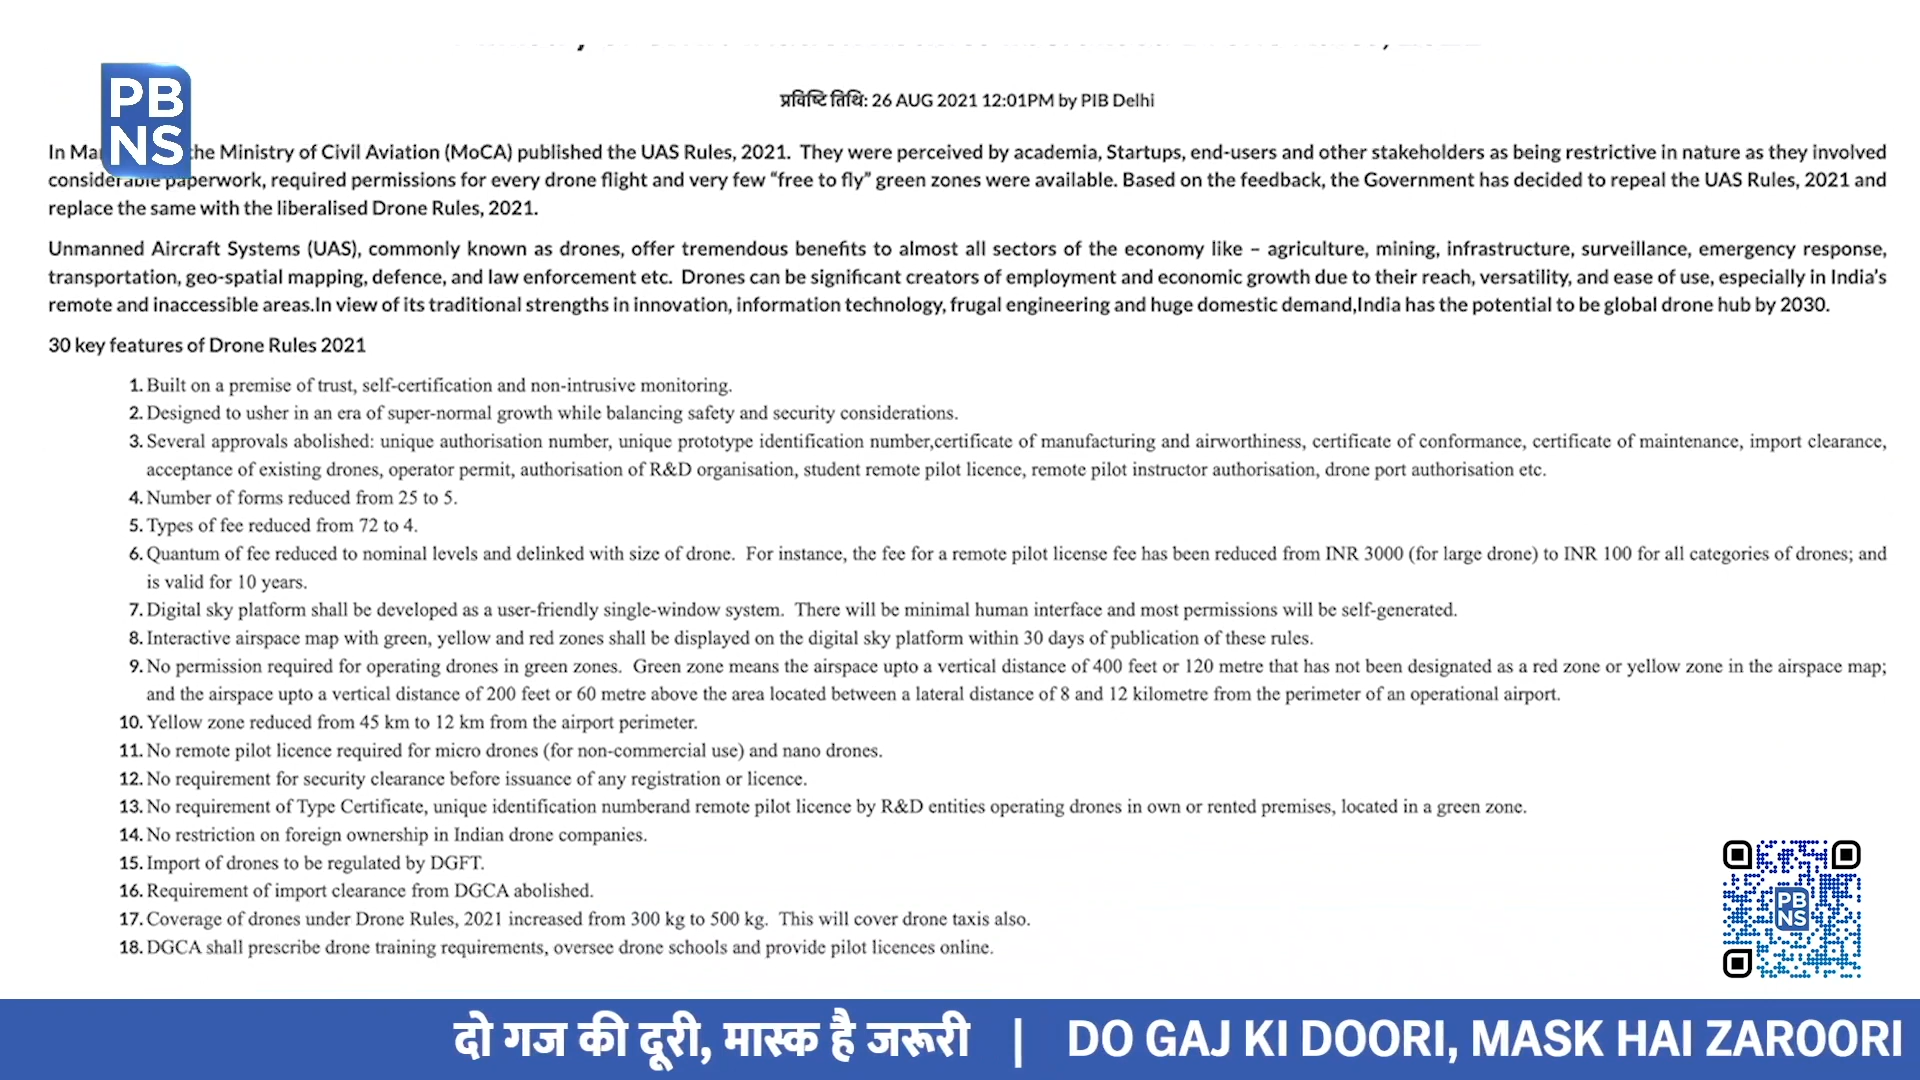 PB
NS
प्रविष्टि तिथि: 26 AUG 2021 12:01PM by PIB Delhi
In he Ministry of Civil Aviation (MoCA) published the UAS Rules, 2021. They were perceived by academia, Startups, end-users and other stakeholders as being restrictive in nature as they involved
considerable paperwork, required permissions for every drone flight and very few “free to fly” green zones were available. Based on the feedback, the Government has decided to repeal the UAS Rules, 2021 and
replace the same with the liberalised Drone Rules, 2021.
Unmanned Aircraft Systems (UAS), commonly known as drones, offer tremendous benefits to almost all sectors of the economy like – agriculture, mining, infrastructure, surveillance, emergency response,
transportation, geo-spatial mapping, defence, and law enforcement etc. Drones can be significant creators of employment and economic growth due to their reach, versatility, and ease of use, especially in India’s
remote and inaccessible areas.In view of its traditional strengths in innovation, information technology, frugal engineering and huge domestic demand,India has the potential to be global drone hub by 2030.
30 key features of Drone Rules 2021
1. Built on a premise of trust, self-certification and non-intrusive monitoring.
2. Designed to usher in an era of super-normal growth while balancing safety and security considerations.
3. Several approvals abolished: unique authorisation number, unique prototype identification number,certificate of manufacturing and airworthiness, certificate of conformance, certificate of maintenance, import clearance,
acceptance of existing drones, operator permit, authorisation of R&D organisation, student remote pilot licence, remote pilot instructor authorisation, drone port authorisation etc.
4. Number of forms reduced from 25 to 5.
5. Types of fee reduced from 72 to 4.
6. Quantum of fee reduced to nominal levels and delinked with size of drone. For instance, the fee for a remote pilot license fee has been reduced from INR 3000 (for large drone) to INR 100 for all categories of drones; and
is valid for 10 years.
7. Digital sky platform shall be developed as a user-friendly single-window system. There will be minimal human interface and most permissions will be self-generated.
8. Interactive airspace map with green, yellow and red zones shall be displayed on the digital sky platform within 30 days of publication of these rules.
9. No permission required for operating drones in green zones. Green zone means the airspace upto a vertical distance of 400 feet or 120 metre that has not been designated as a red zone or yellow zone in the airspace map;
and the airspace upto a vertical distance of 200 feet or 60 metre above the area located between a lateral distance of 8 and 12 kilometre from the perimeter of an operational airport.
10. Yellow zone reduced from 45 km to 12 km from the airport perimeter.
11. No remote pilot licence required for micro drones (for non-commercial use) and nano drones.
12. No requirement for security clearance before issuance of any registration or licence.
13. No requirement of Type Certificate, unique identification numberand remote pilot licence by R&D entities operating drones in own or rented premises, located in a green zone.
14. No restriction on foreign ownership in Indian drone companies.
15. Import of drones to be regulated by DGFT.
16. Requirement of import clearance from DGCA abolished.
17. Coverage of drones under Drone Rules, 2021 increased from 300 kg to 500 kg. This will cover drone taxis also.
18. DGCA shall prescribe drone training requirements, oversee drone schools and provide pilot licences online.
PB
NS
दो गज की दूरी, मास्क है जरूरी | DO GAJ KI DOORI, MASK HAI ZAROORI